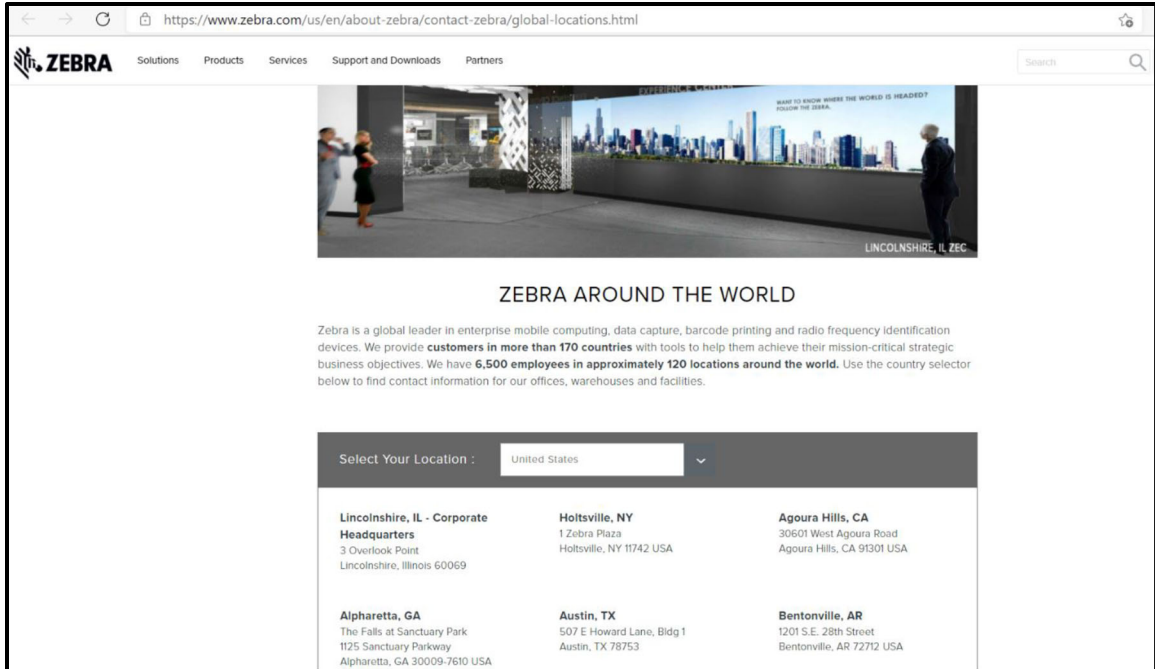 https://www.zebra.com/us/en/about-zebra/contact-zebra/global-locations.html
ZEBRA Solutions Products Services Support and Downloads Partners Search
EXPERIENCE CENTER
WANT TO KNOW WHERE THE WORLD IS HEADED?
FOLLOW THE ZEBRA.
LINCOLNSHIRE, IL ZEC
ZEBRA AROUND THE WORLD
Zebra is a global leader in enterprise mobile computing, data capture, barcode printing and radio frequency identification
devices. We provide customers in more than 170 countries with tools to help them achieve their mission-critical strategic
business objectives. We have 6,500 employees in approximately 120 locations around the world. Use the country selector
below to find contact information for our offices, warehouses and facilities.
Select Your Location : United States
Lincolnshire, IL - Corporate
Headquarters
3 Overlook Point
Lincolnshire, Illinois 60069
Holtsville, NY
1 Zebra Plaza
Holtsville, NY 11742 USA
Agoura Hills, CA
30601 West Agoura Road
Agoura Hills, CA 91301 USA
Alpharetta, GA
The Falls at Sanctuary Park
1125 Sanctuary Parkway
Alpharetta, GA 30009-7610 USA
Austin, TX
507 E Howard Lane, Bldg 1
Austin, TX 78753
Bentonville, AR
1201 S.E. 28th Street
Bentonville, AR 72712 USA